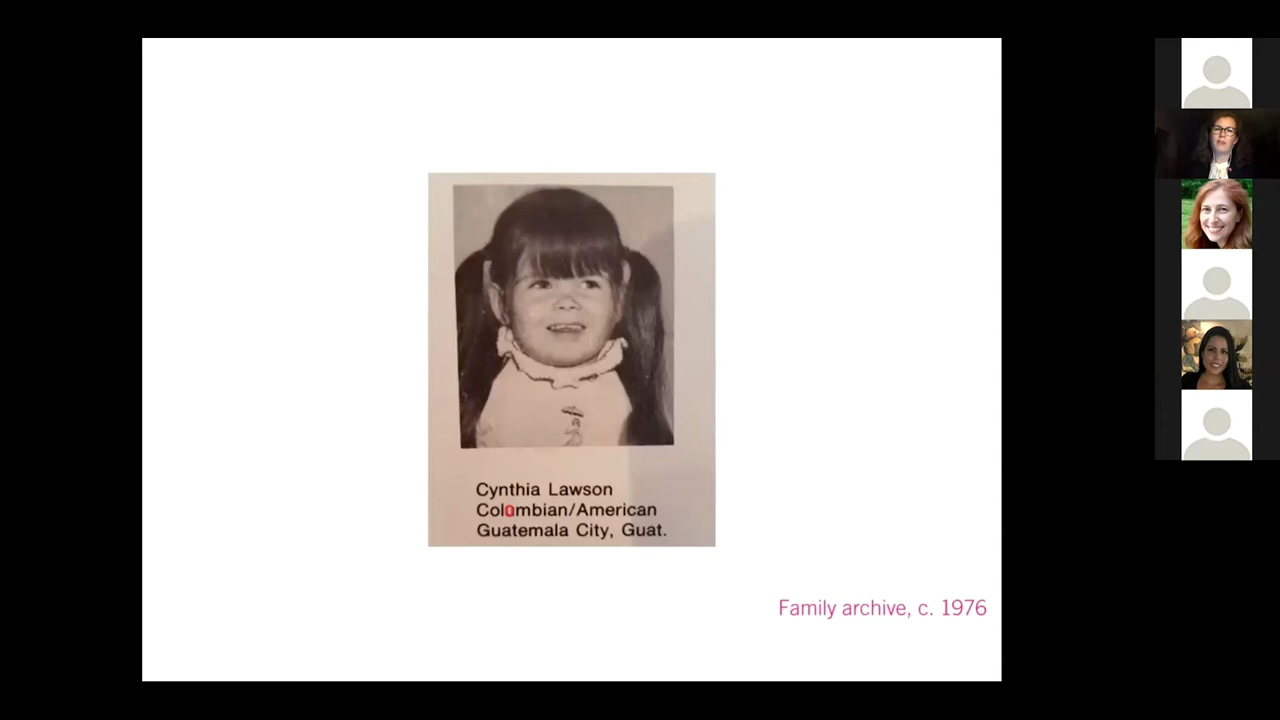 Cynthia Lawson
Colombian/American
Guatemala City, Guat.
Family archive, c. 1976